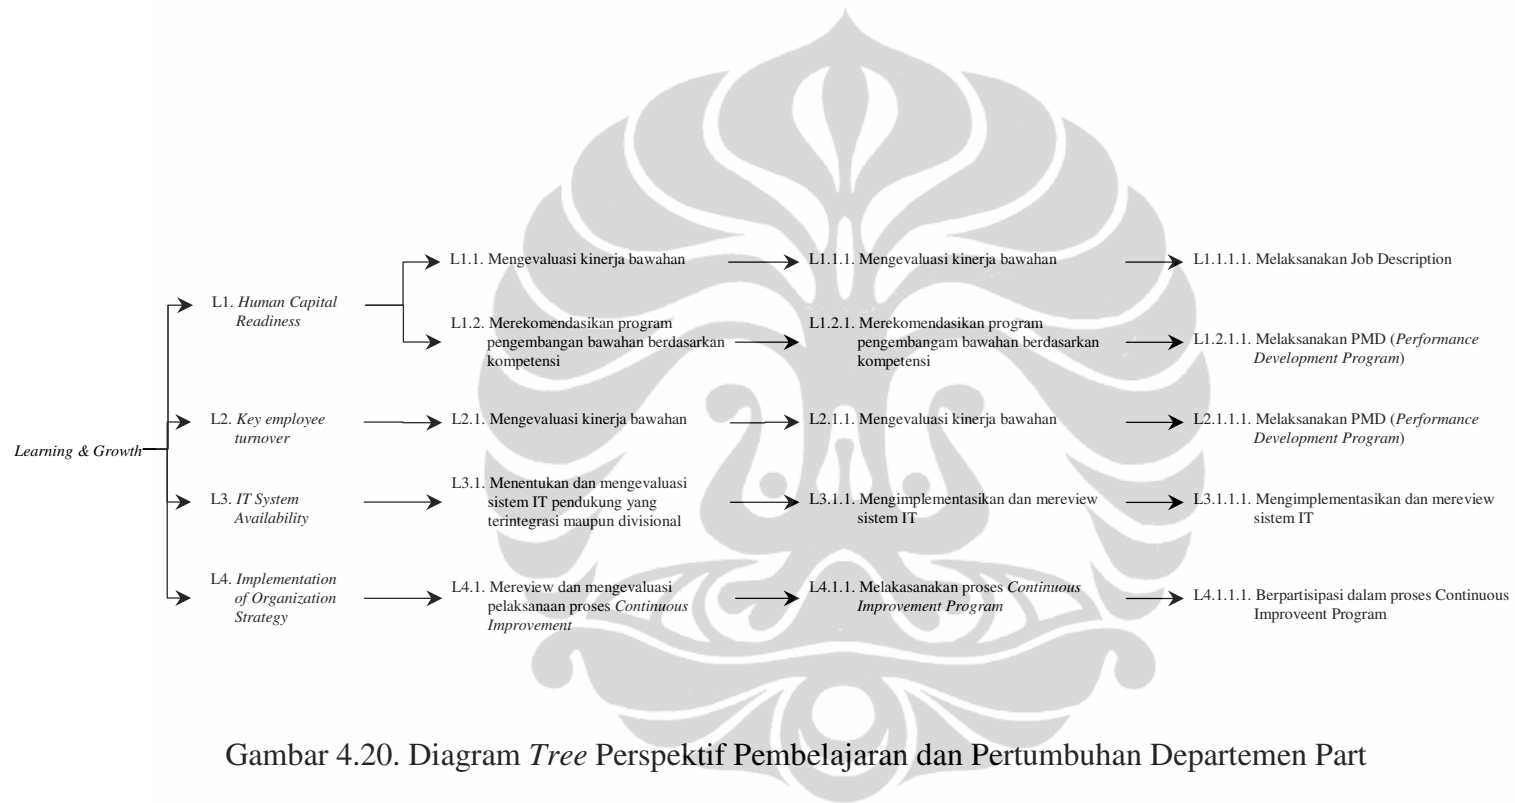 L1.1. Mengevaluasi kinerja bawahan
L1.1.1. Mengevaluasi kinerja bawahan
L1.1.1.1. Melaksanakan Job Description
L1. Human Capital
Readiness
L1.2. Merekomendasikan program
pengembangan bawahan berdasarkan
kompetensi
L1.2.1. Merekomendasikan program
pengembangam bawahan berdasarkan
kompetensi
L1.2.1.1. Melaksanakan PMD (Performance
Development Program)
L2. Key employee
turnover
L2.1. Mengevaluasi kinerja bawahan
L2.1.1. Mengevaluasi kinerja bawahan
L2.1.1.1. Melaksanakan PMD (Performance
Development Program)
Learning & Growth
L3. IT System
Availability
L3.1. Menentukan dan mengevaluasi
sistem IT pendukung yang
terintegrasi maupun divisional
L3.1.1. Mengimplementasikan dan mereview
sistem IT
L3.1.1.1. Mengimplementasikan dan mereview
sistem IT
L4. Implementation
of Organization
Strategy
L4.1. Mereview dan mengevaluasi
pelaksanaan proses Continuous
Improvement
L4.1.1. Melakasanakan proses Continuous
Improvement Program
L4.1.1.1. Berpartisipasi dalam proses Continuous
Improveent Program
Gambar 4.20. Diagram Tree Perspektif Pembelajaran dan Pertumbuhan Departemen Part